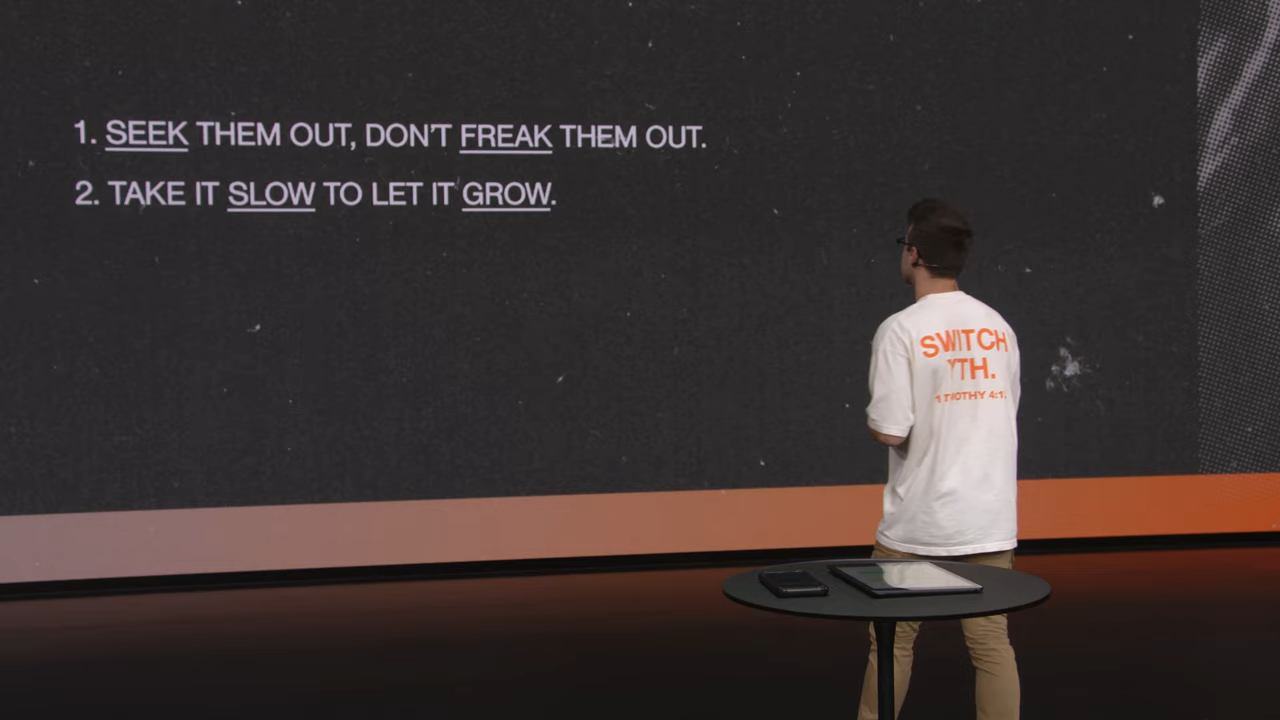 1. SEEK THEM OUT, DON'T FREAK THEM OUT.
2. TAKE IT SLOW TO LET IT GROW.
SWITCH
YTH.